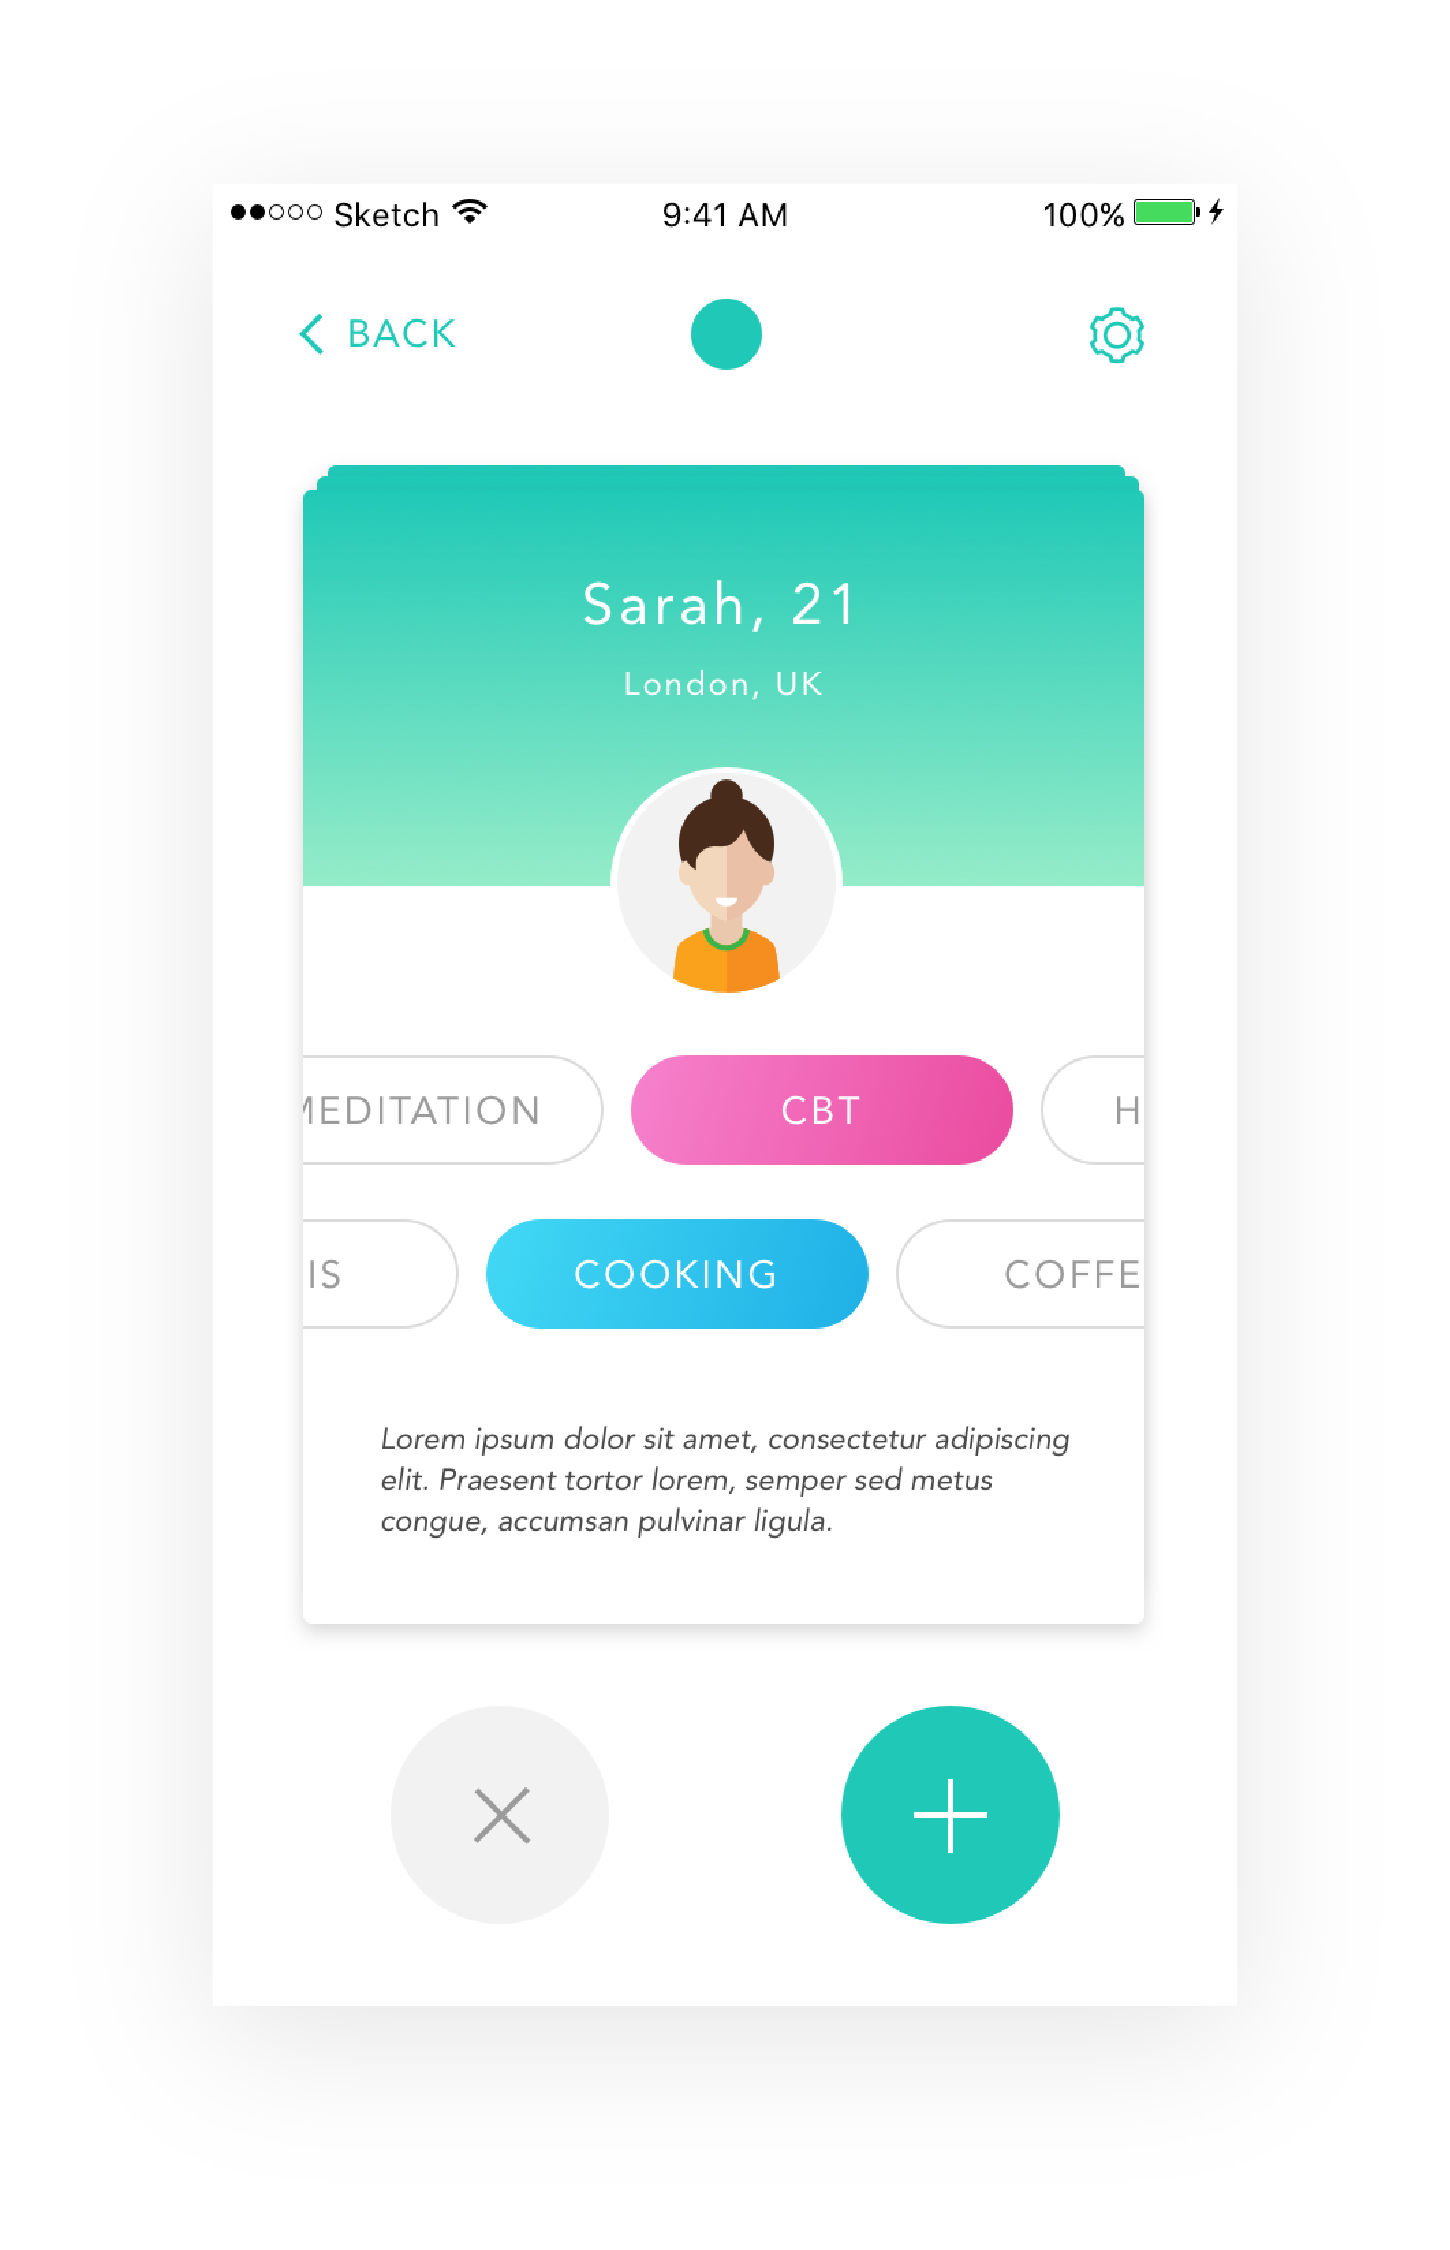 Sketch 9:41 AM 100%
BACK
Sarah, 21
London, UK
MEDITATION CBT H
IS COOKING COFFE
Lorem ipsum dolor sit amet, consectetur adipiscing
elit. Praesent tortor lorem, semper sed metus
congue, accumsan pulvinar ligula.